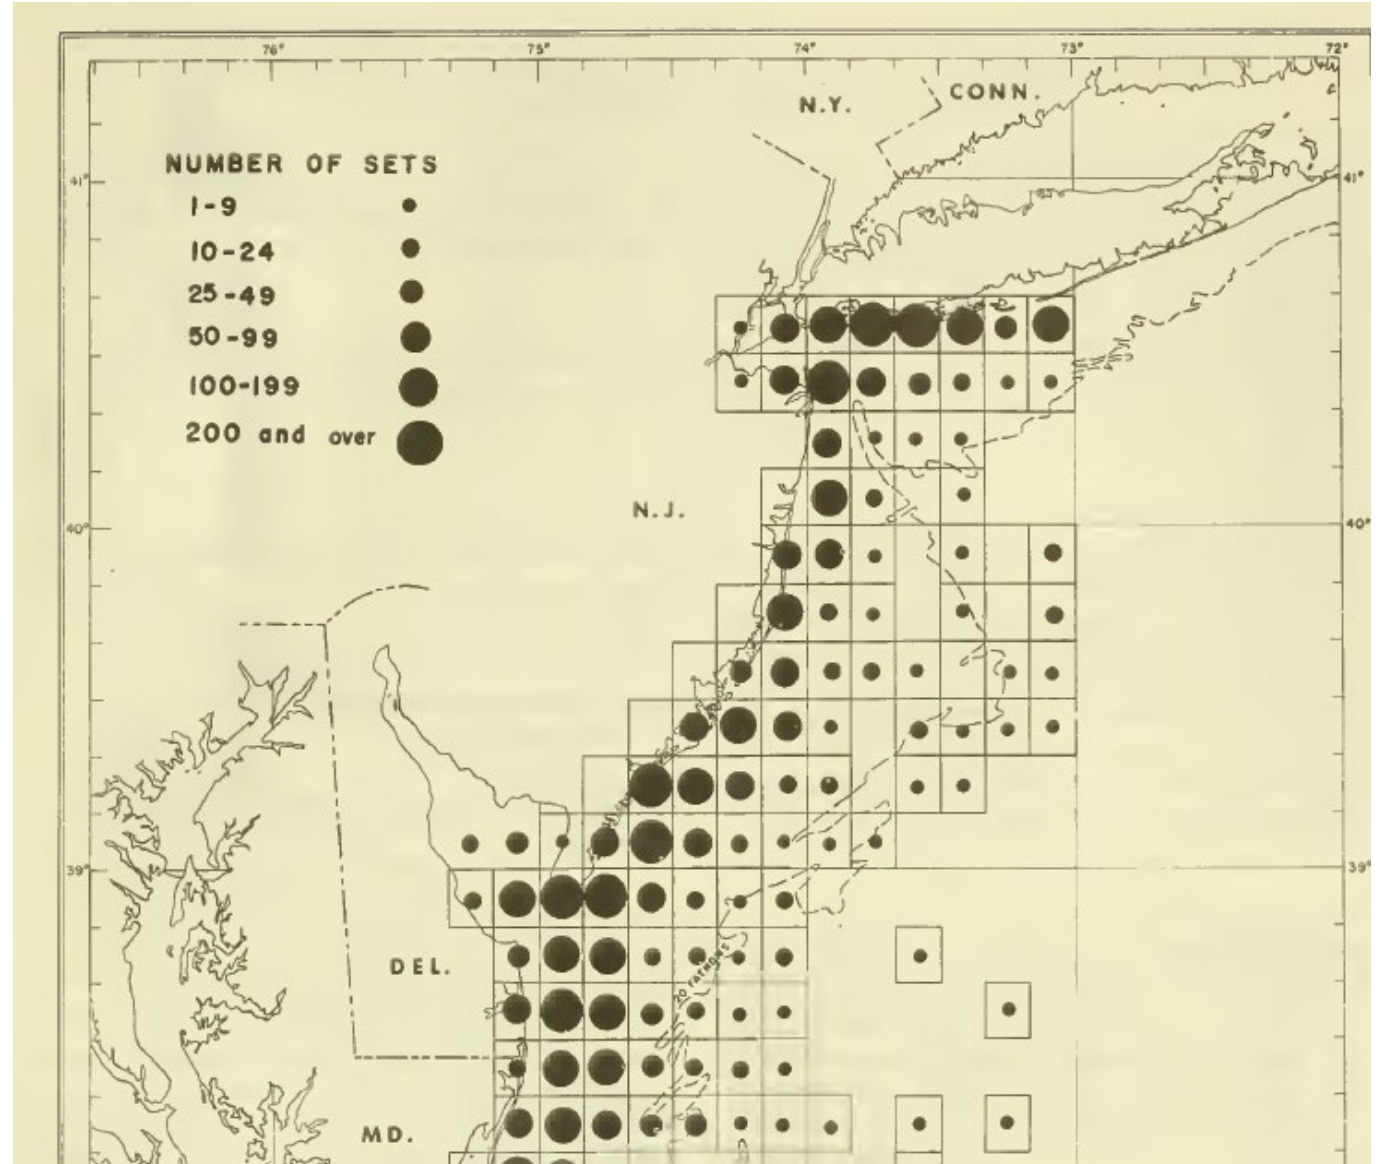 76° 75° 74° 73° 72°
N.Y. CONN.
NUMBER OF SETS
41° 41°
1-9
10-24
25-49
50-99
100-199
200 and over
N.J.
40° 40°
39° 39°
DEL.
20 FATHOMS
MD.